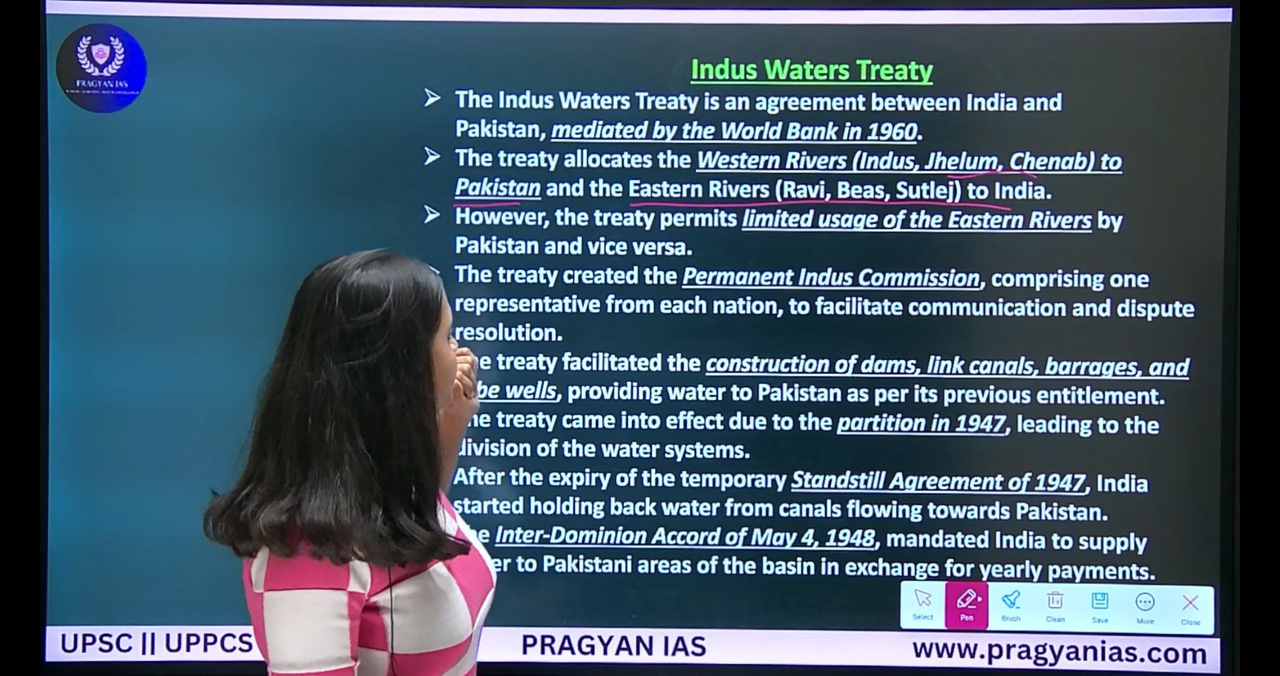 PRAGYAN IAS
Indus Waters Treaty
The Indus Waters Treaty is an agreement between India and
Pakistan, mediated by the World Bank in 1960.
The treaty allocates the Western Rivers (Indus, Jhelum, Chenab) to
Pakistan and the Eastern Rivers (Ravi, Beas, Sutlej) to India.
However, the treaty permits limited usage of the Eastern Rivers by
Pakistan and vice versa.
The treaty created the Permanent Indus Commission, comprising one
representative from each nation, to facilitate communication and dispute
resolution.
treaty facilitated the construction of dams, link canals, barrages, and
wells, providing water to Pakistan as per its previous entitlement.
treaty came into effect due to the partition in 1947, leading to the
division of the water systems.
After the expiry of the temporary Standstill Agreement of 1947, India
started holding back water from canals flowing towards Pakistan.
Inter-Dominion Accord of May 4, 1948, mandated India to supply
to Pakistani areas of the basin in exchange for yearly payments.
Select Pen Brush Clean Save More Close
UPSC || UPPCS PRAGYAN IAS www.pragyanias.com